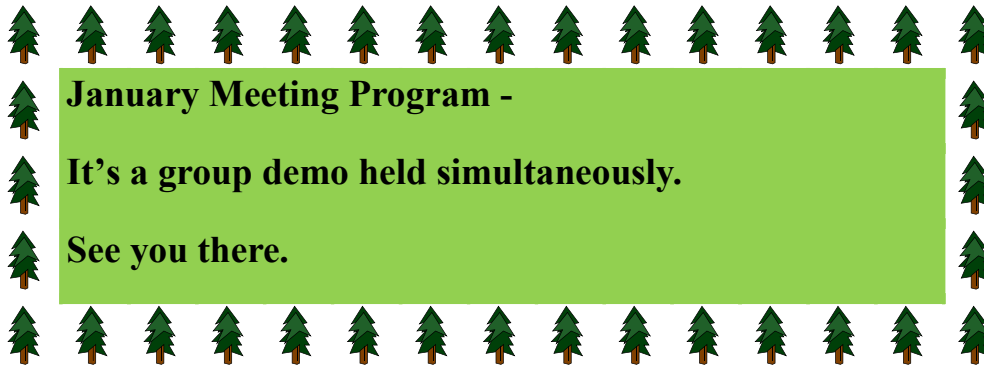 January Meeting Program -
It’s a group demo held simultaneously.
See you there.